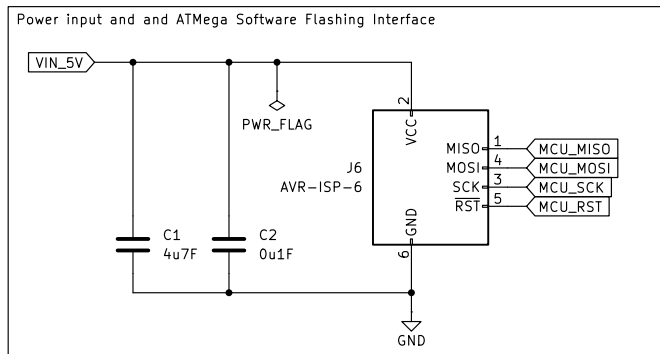 Power input and and ATMega Software Flashing Interface
VIN_5V
PWR_FLAG
2
VCC
J6
AVR-ISP-6
MISO 1 MCU_MISO
MOSI 4 MCU_MOSI
SCK 3 MCU_SCK
RST 5 MCU_RST
GND
6
C1
4u7F
C2
0u1F
GND